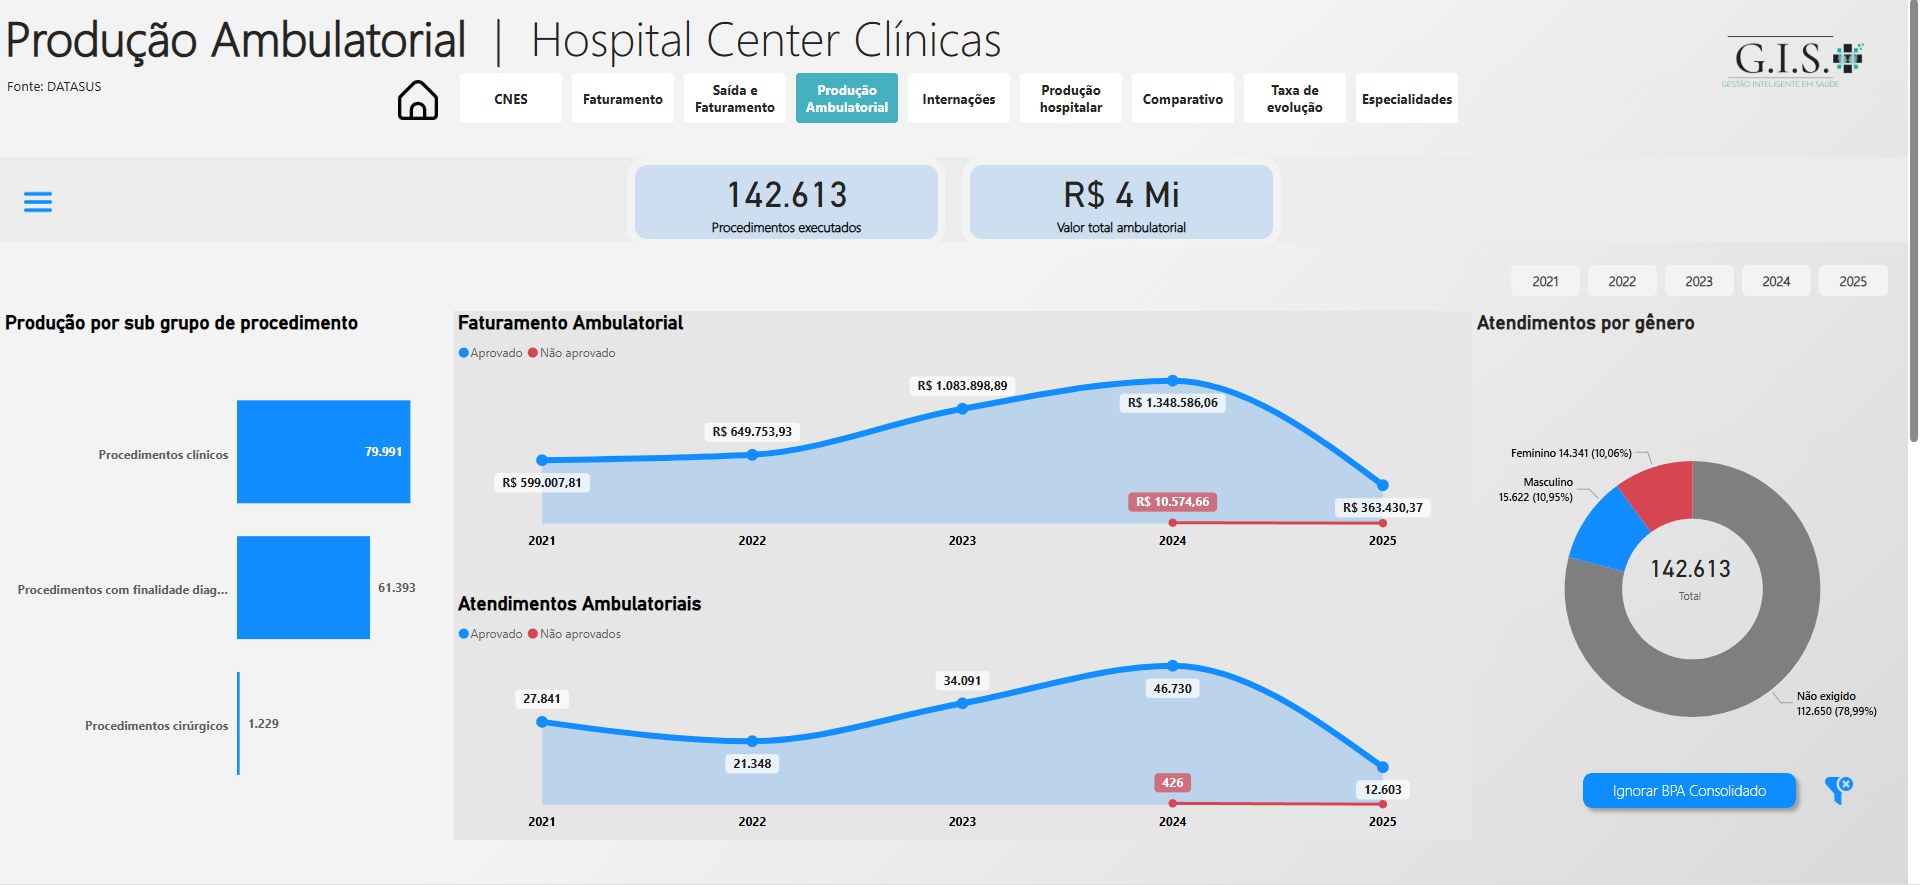 Produção Ambulatorial | Hospital Center Clínicas
Fonte: DATASUS
G.I.S.
GESTÃO INTELIGENTE EM SAÚDE
CNES
Faturamento
Saída e
Faturamento
Produção
Ambulatorial
Internações
Produção
hospitalar
Comparativo
Taxa de
evolução
Especialidades
142.613
Procedimentos executados
R$ 4 Mi
Valor total ambulatorial
2021
2022
2023
2024
2025
Produção por sub grupo de procedimento
Procedimentos clínicos
79.991
Procedimentos com finalidade diag...
61.393
Procedimentos cirúrgicos
1.229
Faturamento Ambulatorial
Aprovado
Não aprovado
R$ 599.007,81
R$ 649.753,93
R$ 1.083.898,89
R$ 1.348.586,06
R$ 10.574,66
R$ 363.430,37
2021
2022
2023
2024
2025
Atendimentos Ambulatoriais
Aprovado
Não aprovados
27.841
21.348
34.091
46.730
426
12.603
2021
2022
2023
2024
2025
Atendimentos por gênero
Feminino 14.341 (10,06%)
Masculino
15.622 (10,95%)
142.613
Total
Não exigido
112.650 (78,99%)
Ignorar BPA Consolidado